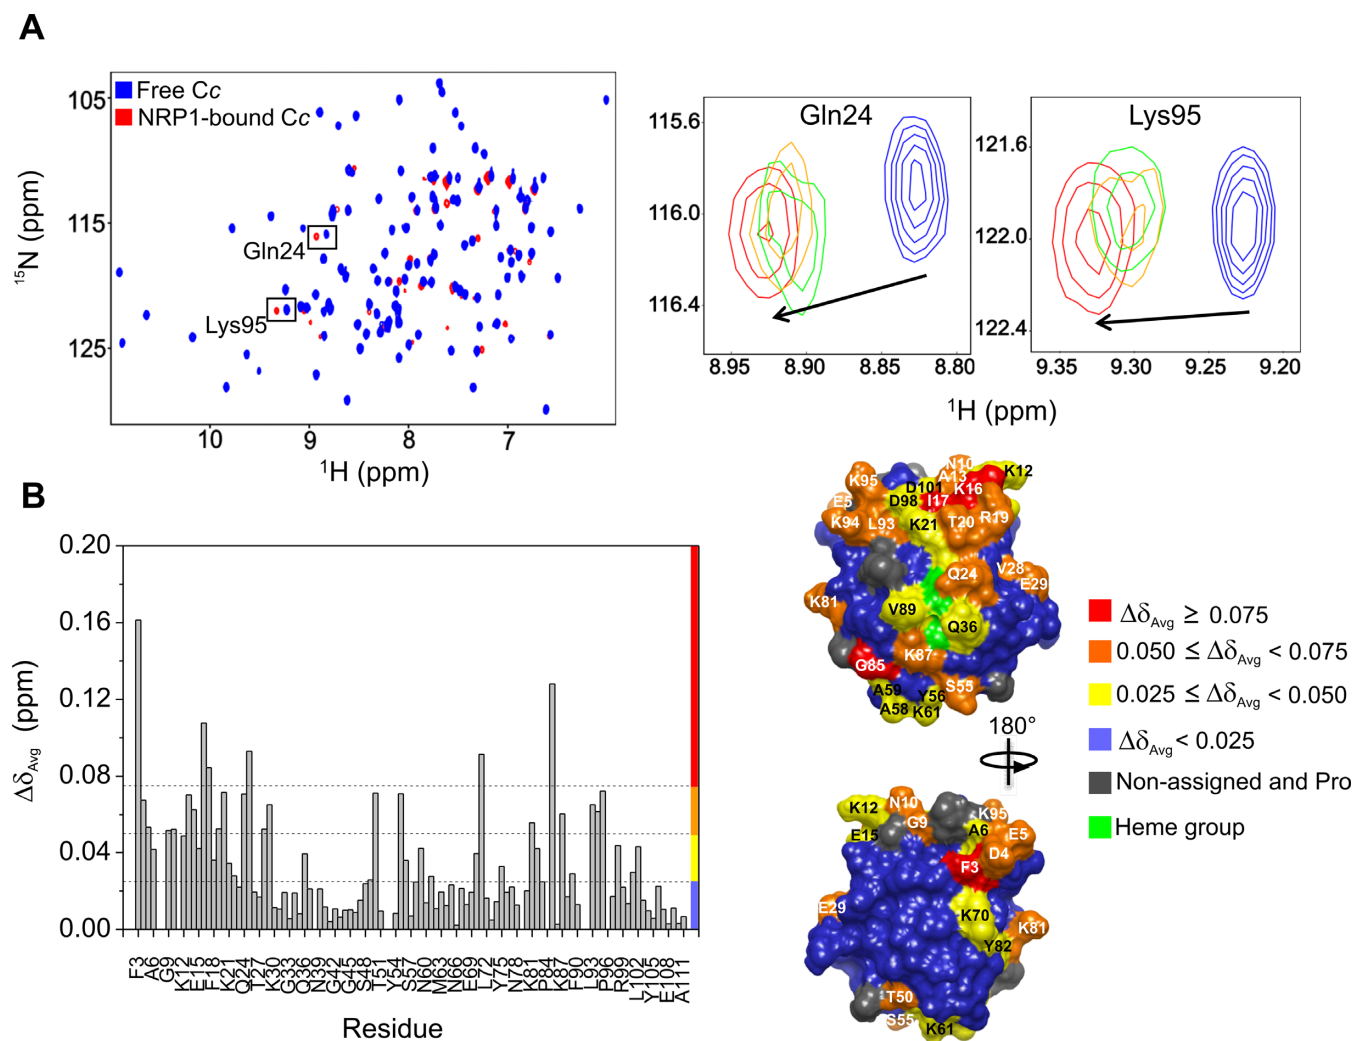 A
Free Cc
NRP1-bound Cc
105
115
125
15N (ppm)
Gln24
Lys95
10
9
8
7
1H (ppm)
Gln24
115.6
116.0
116.4
8.95
8.90
8.85
8.80
Lys95
121.6
122.0
122.4
9.35
9.30
9.25
9.20
1H (ppm)
B
0.20
0.16
0.12
0.08
0.04
0.00
ΔδAvg (ppm)
F3
A6
G9
K12
E15
F18
K21
Q24
T27
K30
G33
Q36
N39
G42
G45
S48
T51
Y54
S57
N60
M63
N66
E69
L72
Y75
N78
K81
P84
K87
F90
L93
P96
R99
L102
Y105
E108
A111
Residue
N10
K12
A13
K95
D101
K16
D98
I17
E5
K94
L93
K21
T20
R19
Q24
V28
E29
K81
V89
Q36
K87
G85
S55
A59
Y56
A58
K61
180°
K12
N10
K95
G9
A6
E5
E15
D4
F3
E29
K70
K81
Y82
T50
S55
K61
ΔδAvg ≥ 0.075
0.050 ≤ ΔδAvg < 0.075
0.025 ≤ ΔδAvg < 0.050
ΔδAvg < 0.025
Non-assigned and Pro
Heme group